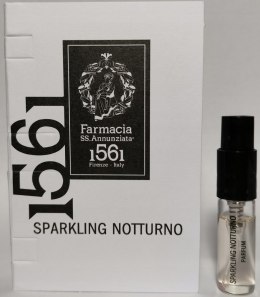 1561
Farmacia
SS.Annunziata
1561
Firenze - Italy
SPARKLING NOTTURNO
SPARKLING NOTTURNO
PARFUM